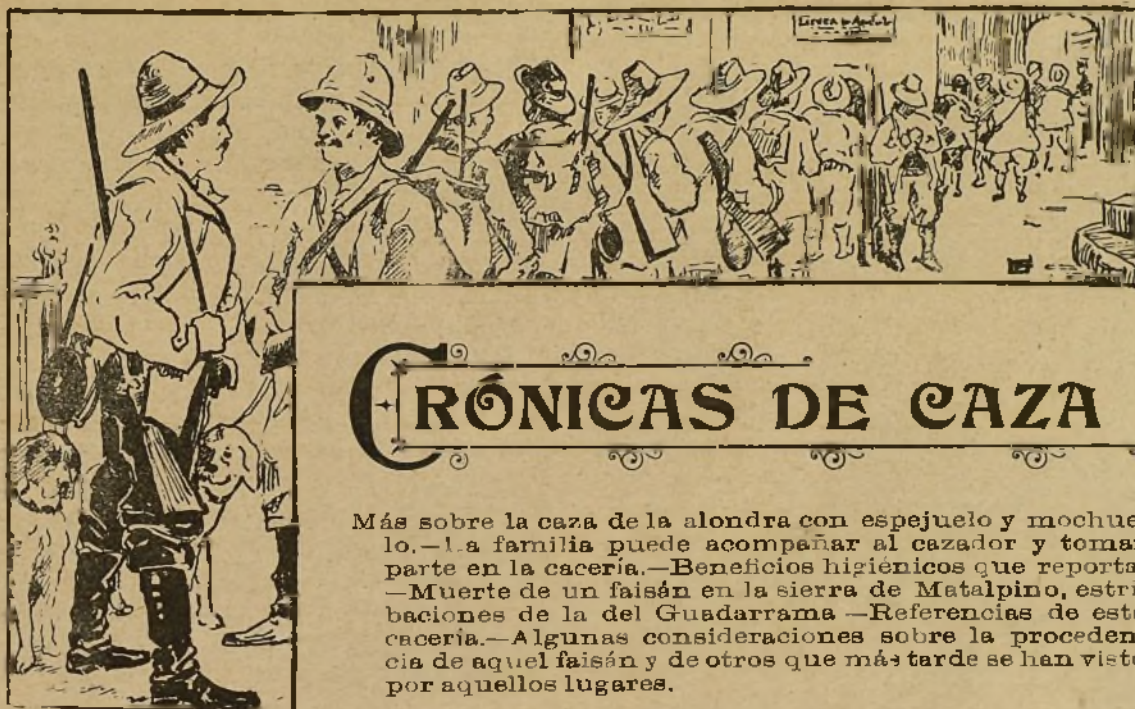 CRÓNICAS DE CAZA
Más sobre la caza de la alondra con espejuelo y mochue-
lo.—La familia puede acompañar al cazador y tomar
parte en la cacería.—Beneficios higiénicos que reporta.
—Muerte de un faisán en la sierra de Matalpino, estri-
baciones de la del Guadarrama—Referencias de esta
cacería.—Algunas consideraciones sobre la proceden-
cia de aquel faisán y de otros que más tarde se han visto
por aquellos lugares.